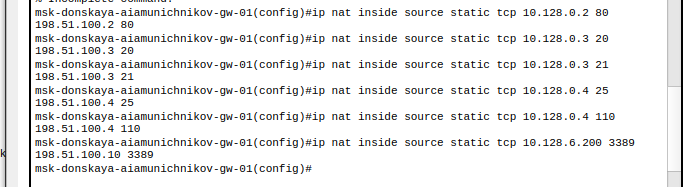 % Incomplete command.
msk-donskaya-aiamunichnikov-gw-01(config)#ip nat inside source static tcp 10.128.0.2 80
198.51.100.2 80
msk-donskaya-aiamunichnikov-gw-01(config)#ip nat inside source static tcp 10.128.0.3 20
198.51.100.3 20
msk-donskaya-aiamunichnikov-gw-01(config)#ip nat inside source static tcp 10.128.0.3 21
198.51.100.3 21
msk-donskaya-aiamunichnikov-gw-01(config)#ip nat inside source static tcp 10.128.0.4 25
198.51.100.4 25
msk-donskaya-aiamunichnikov-gw-01(config)#ip nat inside source static tcp 10.128.0.4 110
198.51.100.4 110
msk-donskaya-aiamunichnikov-gw-01(config)#ip nat inside source static tcp 10.128.6.200 3389
198.51.100.10 3389
k
msk-donskaya-aiamunichnikov-gw-01(config)#